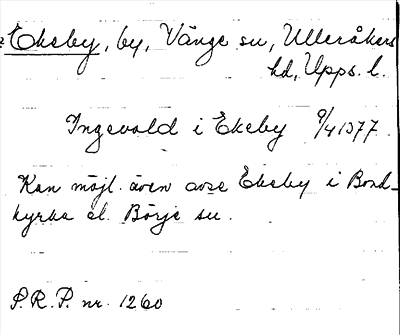 Ekeby, by, Vänge sn, Ulleråkers
hd, Upps. l.
Ingevald i Ekeby 9/4 1377.
Kan möjl. även avse Ekeby i Bond-
kyrka el. Börje sn.
P.R.P. nr. 1260